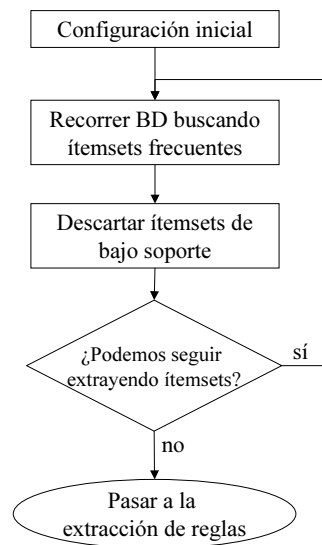 Configuración inicial
Recorrer BD buscando
ítemsets frecuentes
Descartar ítemsets de
bajo soporte
¿Podemos seguir
extrayendo ítemsets?
sí
no
Pasar a la
extracción de reglas